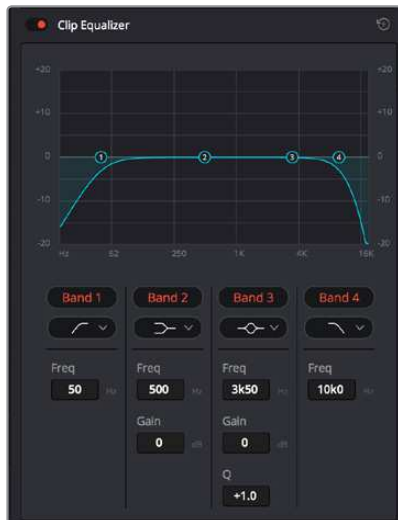 Clip Equalizer
+20 +20
+10 +10
0 1 2 3 4 0
-10 -10
-20 -20
Hz 62 250 1K 4K 16K
Band 1 Band 2 Band 3 Band 4
Freq Freq Freq Freq
50 Hz 500 Hz 3k50 Hz 10k0 Hz
Gain Gain
0 dB 0 dB
Q
+1.0